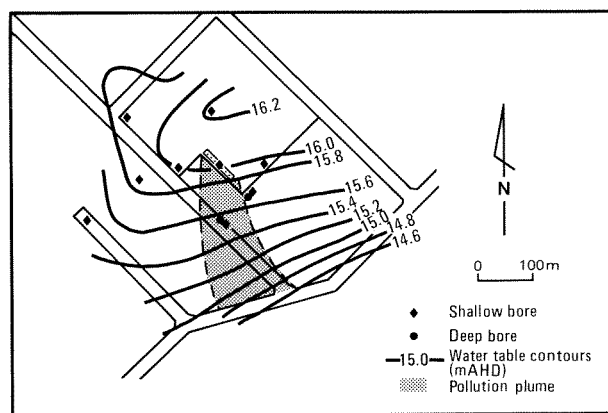 16.2
16.0
15.8
15.6
15.4
15.2
15.0
14.8
14.6
N
0 100m
Shallow bore
Deep bore
15.0 Water table contours
(mAHD)
Pollution plume